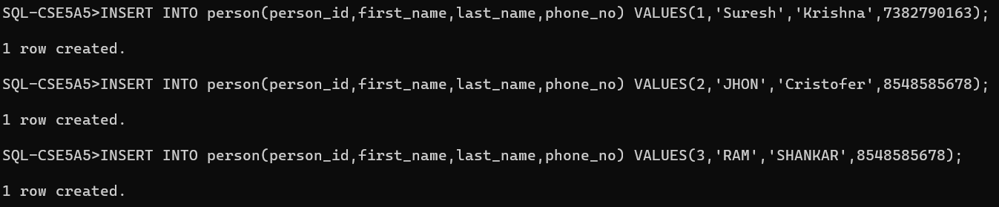 SQL-CSE5A5>INSERT INTO person(person_id,first_name,last_name,phone_no) VALUES(1,'Suresh','Krishna',7382790163);
1 row created.
SQL-CSE5A5>INSERT INTO person(person_id,first_name,last_name,phone_no) VALUES(2,'JHON','Cristofer',8548585678);
1 row created.
SQL-CSE5A5>INSERT INTO person(person_id,first_name,last_name,phone_no) VALUES(3,'RAM','SHANKAR',8548585678);
1 row created.